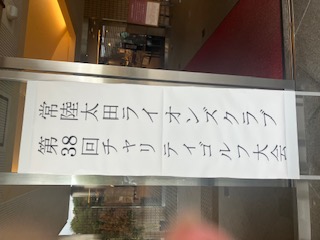 常陸太田ライオンズクラブ
第38回チャリティゴルフ大会